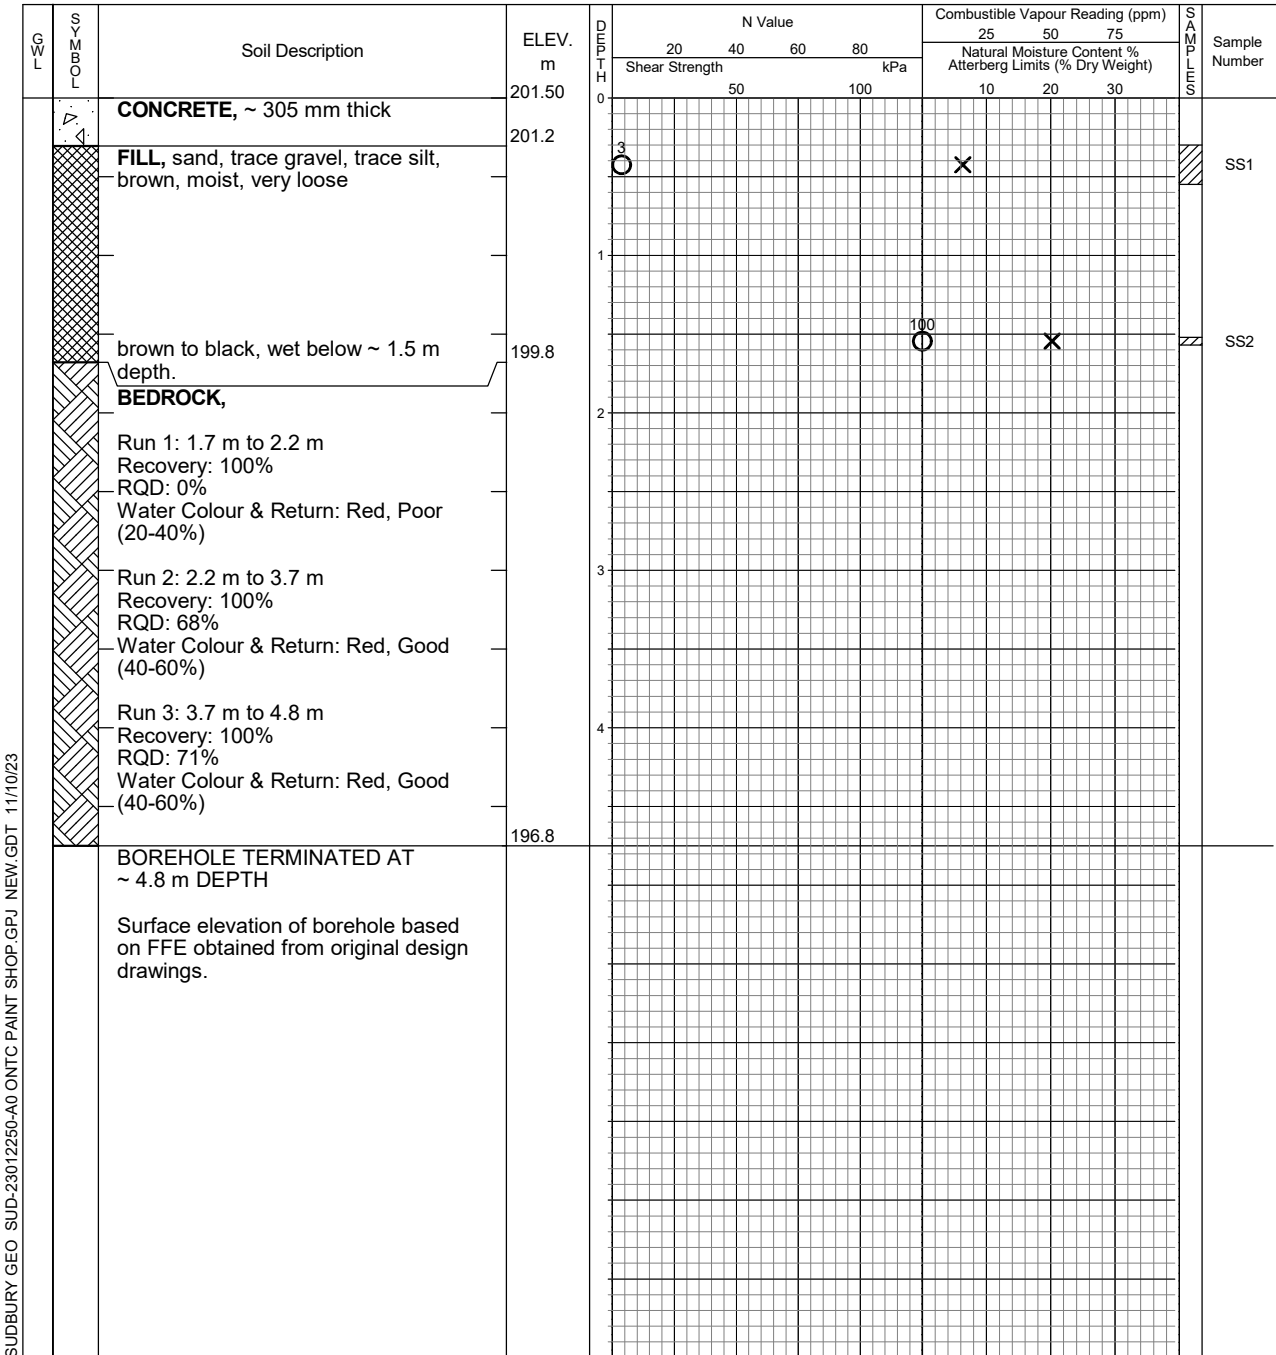 GWL
SYMBOL
Soil Description
ELEV.
m
DEPTH
N Value
20 40 60 80
Shear Strength kPa
50 100
Combustible Vapour Reading (ppm)
25 50 75
Natural Moisture Content %
Atterberg Limits (% Dry Weight)
10 20 30
SAMPLES
Sample
Number
201.50
0
CONCRETE, ~ 305 mm thick
201.2
FILL, sand, trace gravel, trace silt,
brown, moist, very loose
3
SS1
1
100
SS2
brown to black, wet below ~ 1.5 m
depth.
199.8
BEDROCK,
2
Run 1: 1.7 m to 2.2 m
Recovery: 100%
RQD: 0%
Water Colour & Return: Red, Poor
(20-40%)
3
Run 2: 2.2 m to 3.7 m
Recovery: 100%
RQD: 68%
Water Colour & Return: Red, Good
(40-60%)
Run 3: 3.7 m to 4.8 m
4
Recovery: 100%
RQD: 71%
Water Colour & Return: Red, Good
(40-60%)
196.8
BOREHOLE TERMINATED AT
~ 4.8 m DEPTH
Surface elevation of borehole based
on FFE obtained from original design
drawings.
SUDBURY GEO SUD-23012250-A0 ONTC PAINT SHOP.GPJ NEW.GDT 11/10/23